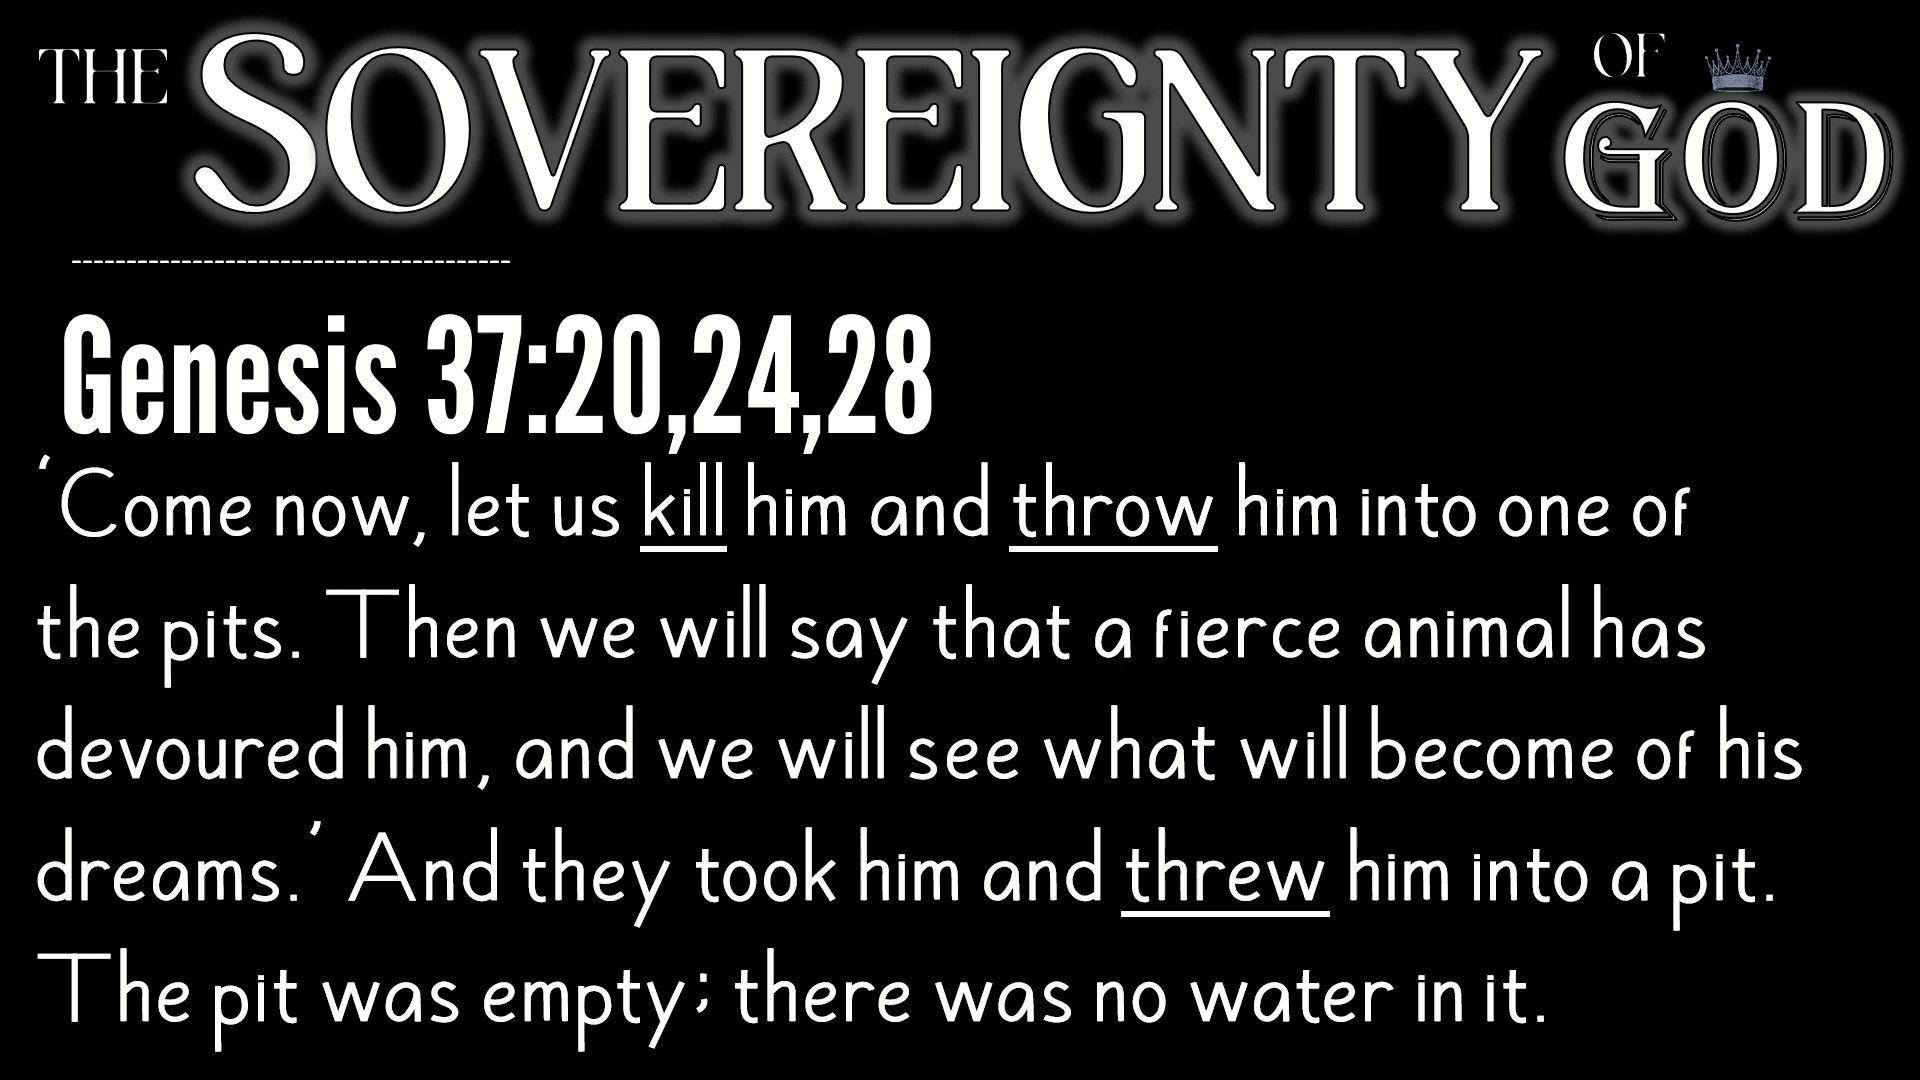 THE SOVEREIGNTY OF GOD
---------------------------------------
Genesis 37:20,24,28
‘Come now, let us kill him and throw him into one of
the pits. Then we will say that a fierce animal has
devoured him, and we will see what will become of his
dreams.’ And they took him and threw him into a pit.
The pit was empty; there was no water in it.